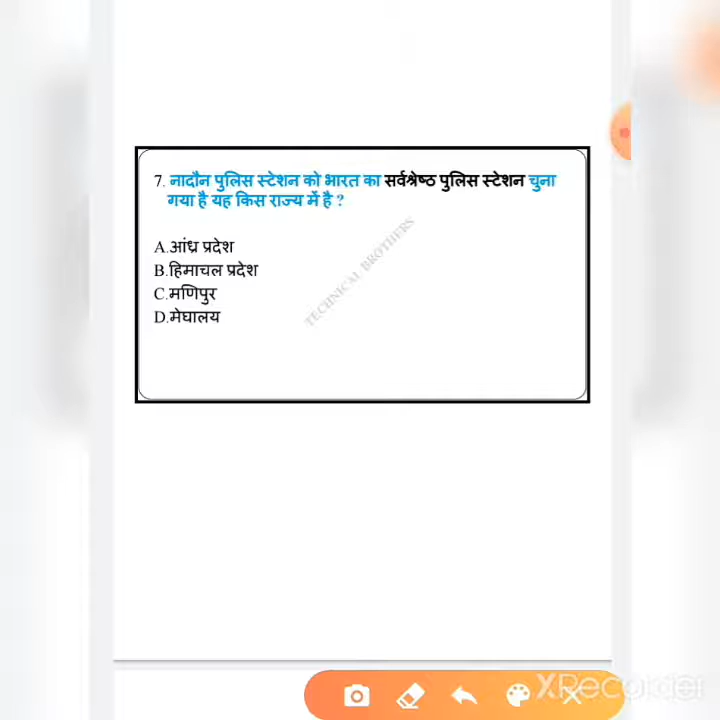 7. नादौन पुलिस स्टेशन को भारत का सर्वश्रेष्ठ पुलिस स्टेशन चुना
गया है यह किस राज्य में है ?
A.आंध्र प्रदेश
B.हिमाचल प्रदेश
C.मणिपुर
D.मेघालय
TECHNICAL BROTHERS
XRecorder